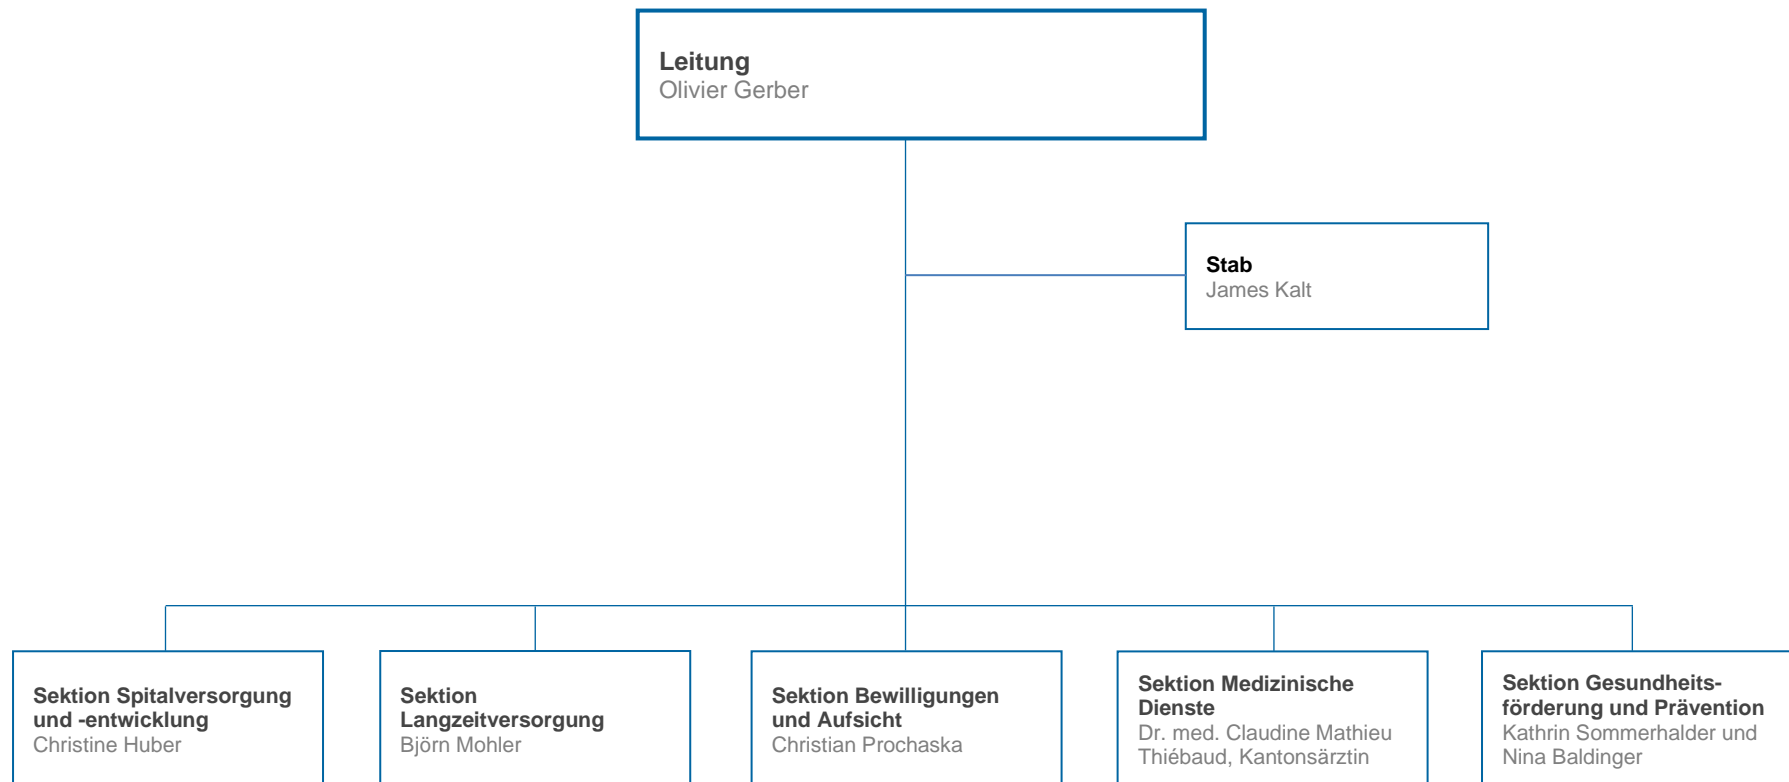 Leitung
Olivier Gerber
Stab
James Kalt
Sektion Spitalversorgung
und -entwicklung
Christine Huber
Sektion
Langzeitversorgung
Björn Mohler
Sektion Bewilligungen
und Aufsicht
Christian Prochaska
Sektion Medizinische
Dienste
Dr. med. Claudine Mathieu
Thiébaud, Kantonsärztin
Sektion Gesundheits-
förderung und Prävention
Kathrin Sommerhalder und
Nina Baldinger